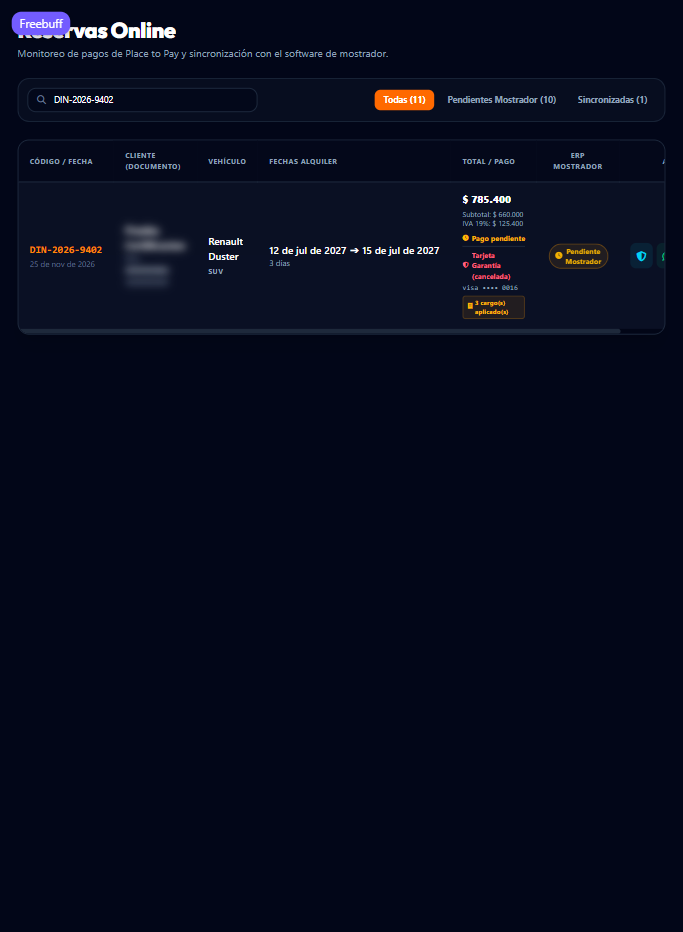 Freebuff
Reservas Online
Monitoreo de pagos de Place to Pay y sincronización con el software de mostrador.
DIN-2026-9402
Todas (11)
Pendientes Mostrador (10)
Sincronizadas (1)
CÓDIGO / FECHA
CLIENTE
(DOCUMENTO)
VEHÍCULO
FECHAS ALQUILER
TOTAL / PAGO
ERP
MOSTRADOR
DIN-2026-9402
25 de nov de 2026
Renault
Duster
SUV
12 de jul de 2027 → 15 de jul de 2027
3 días
$ 785.400
Subtotal: $ 660.000
IVA 19%: $ 125.400
Pago pendiente
Tarjeta
Garantía
(cancelada)
visa •••• 0016
3 cargo(s)
aplicado(s)
Pendiente
Mostrador